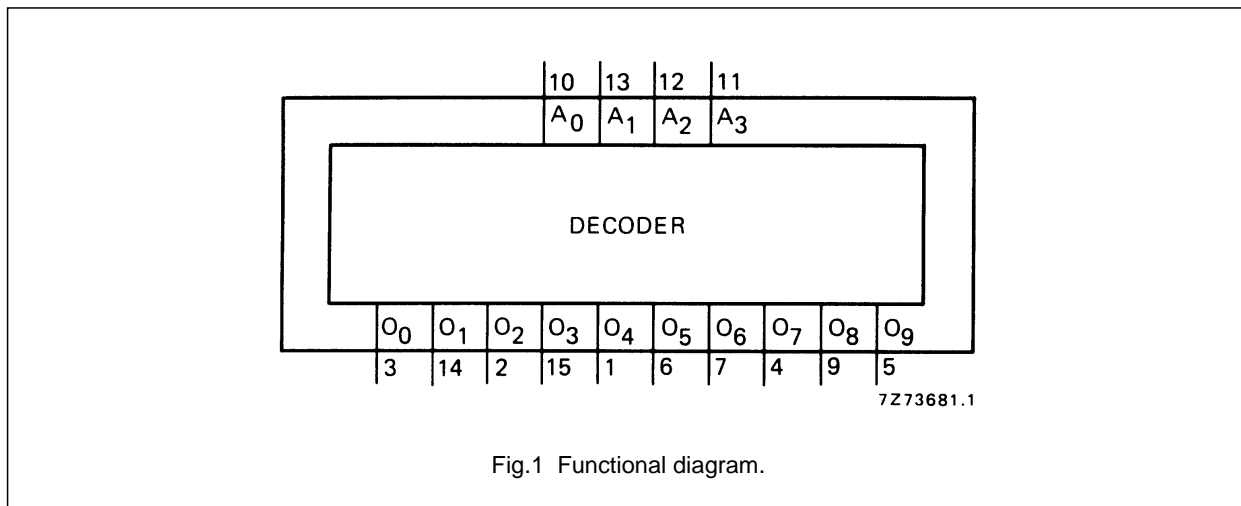 10 13 12 11
A0 A1 A2 A3
DECODER
O0 O1 O2 O3 O4 O5 O6 O7 O8 O9
3 14 2 15 1 6 7 4 9 5
7Z73681.1
Fig.1 Functional diagram.